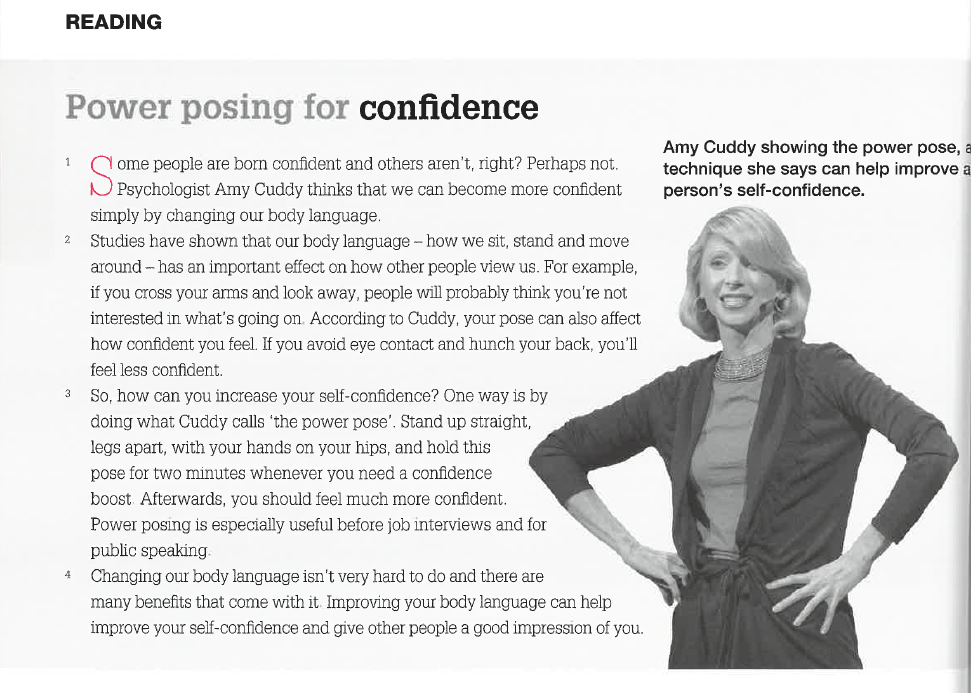 READING
Power posing for confidence
1 Some people are born confident and others aren't, right? Perhaps not.
Psychologist Amy Cuddy thinks that we can become more confident
simply by changing our body language.
2 Studies have shown that our body language – how we sit, stand and move
around – has an important effect on how other people view us. For example,
if you cross your arms and look away, people will probably think you're not
interested in what's going on. According to Cuddy, your pose can also affect
how confident you feel. If you avoid eye contact and hunch your back, you'll
feel less confident.
3 So, how can you increase your self-confidence? One way is by
doing what Cuddy calls 'the power pose'. Stand up straight,
legs apart, with your hands on your hips, and hold this
pose for two minutes whenever you need a confidence
boost. Afterwards, you should feel much more confident.
Power posing is especially useful before job interviews and for
public speaking.
4 Changing our body language isn't very hard to do and there are
many benefits that come with it. Improving your body language can help
improve your self-confidence and give other people a good impression of you.
Amy Cuddy showing the power pose, a
technique she says can help improve a
person's self-confidence.